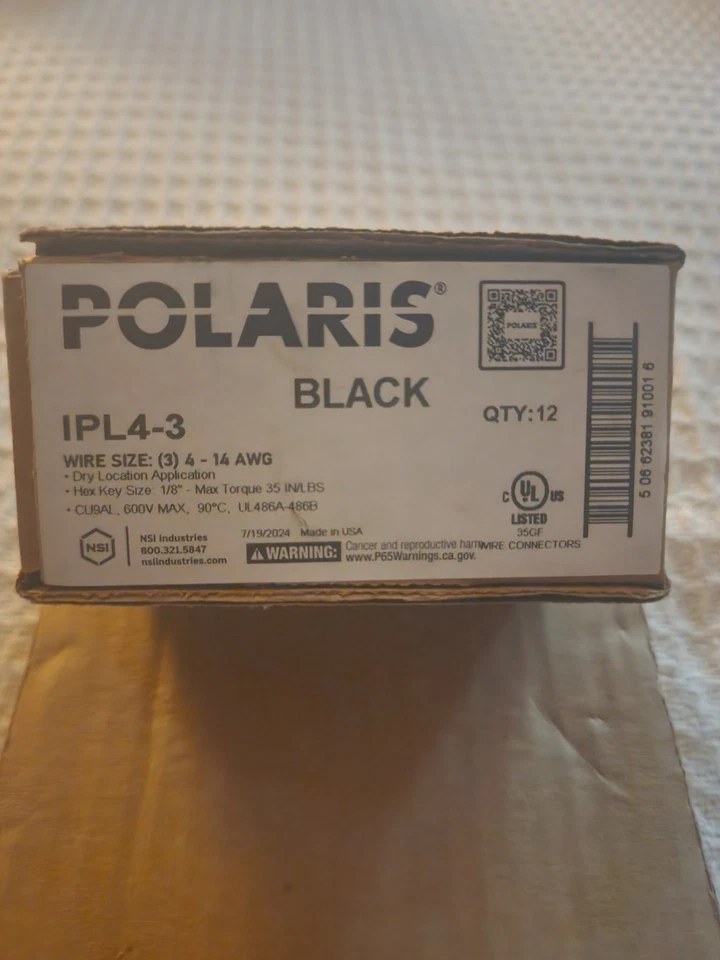 POLARIS®
POLARIS
BLACK
IPL4-3
QTY:12
WIRE SIZE: (3) 4 - 14 AWG
• Dry Location Application
• Hex Key Size: 1/8" - Max Torque 35 IN/LBS
• CU9AL, 600V MAX, 90°C, UL486A-486B
C UL US
LISTED
35GF
WIRE CONNECTORS
NSI
NSI Industries
800.321.5847
nsiindustries.com
7/19/2024 Made in USA
WARNING: Cancer and reproductive harm
www.P65Warnings.ca.gov.
5 06 62381 91001 6